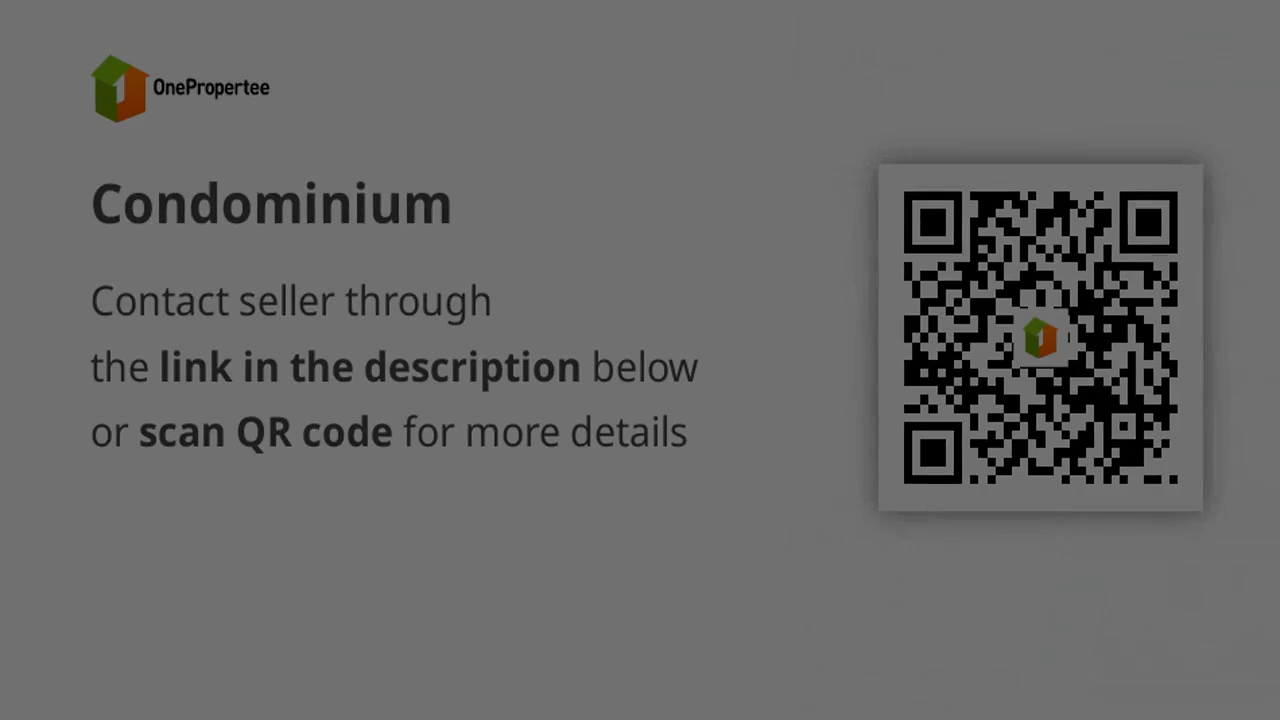 OnePropertee
Condominium
Contact seller through
the link in the description below
or scan QR code for more details